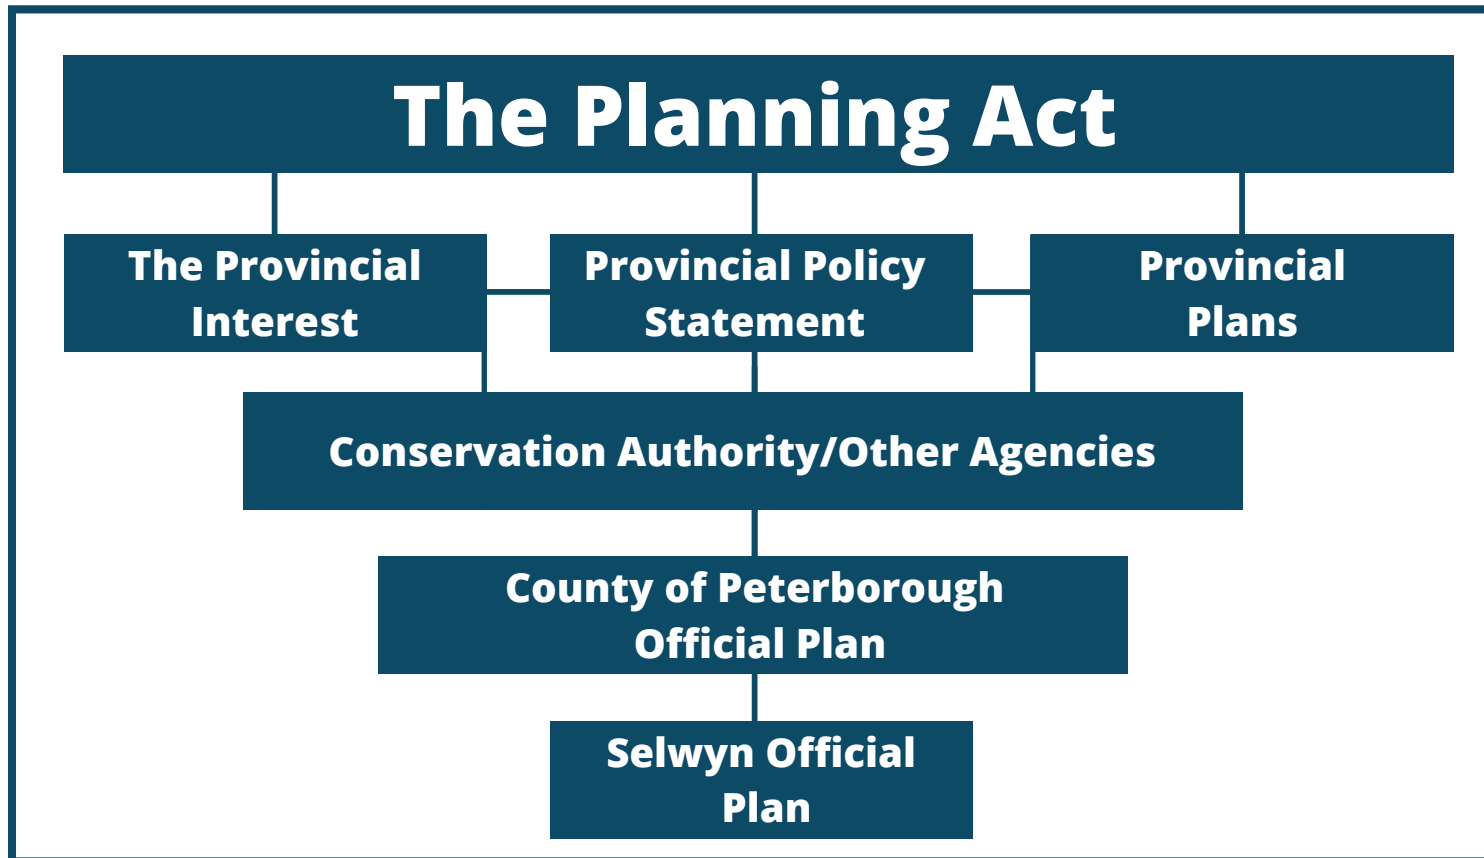 The Planning Act
The Provincial
Interest
Provincial Policy
Statement
Provincial
Plans
Conservation Authority/Other Agencies
County of Peterborough
Official Plan
Selwyn Official
Plan